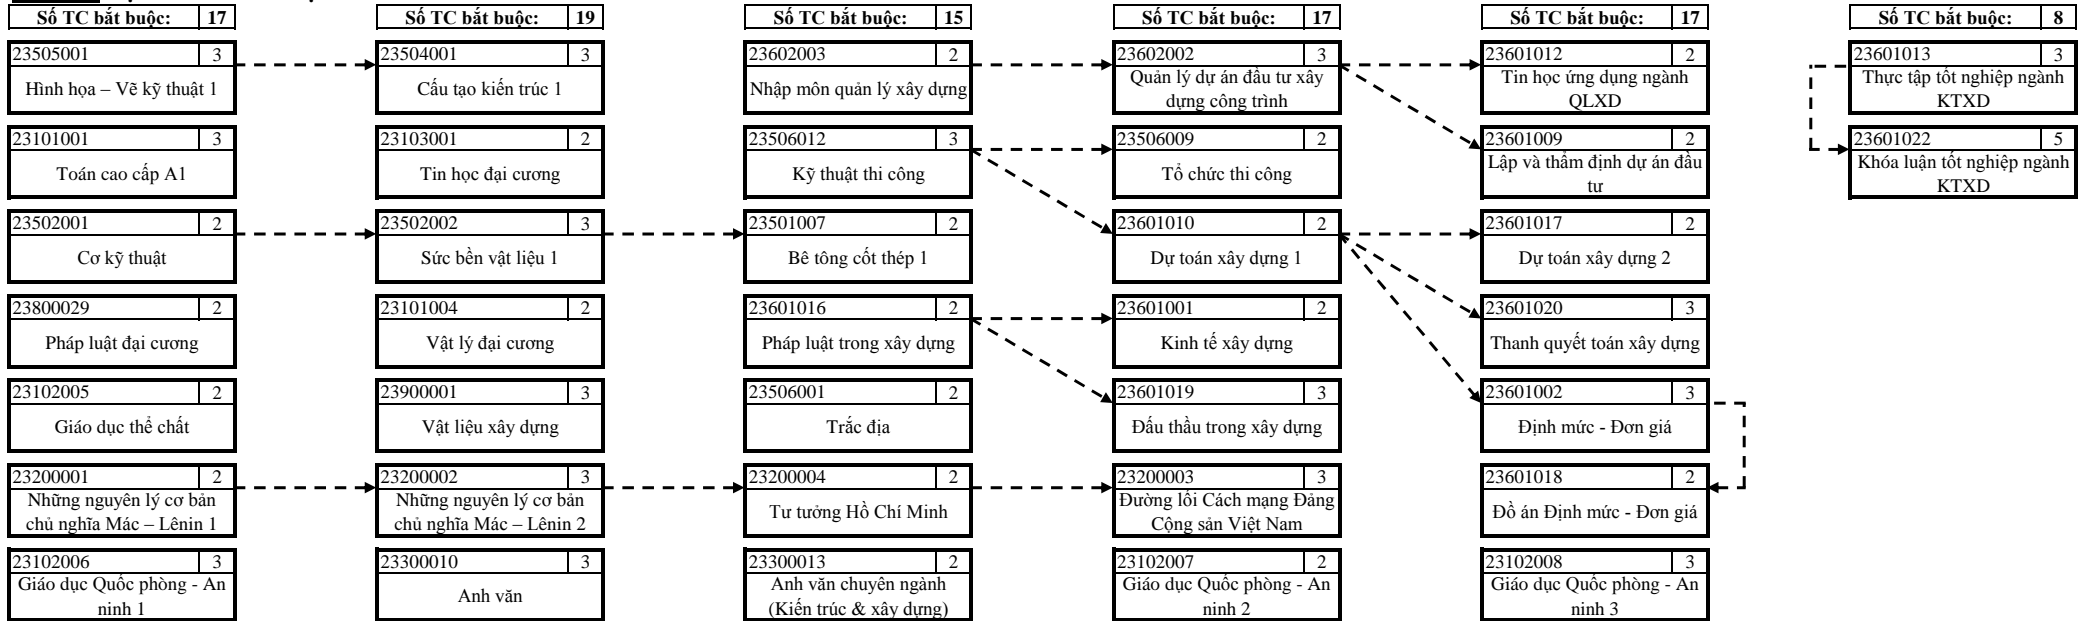 Số TC bắt buộc: 17
23505001 3
Hình họa – Vẽ kỹ thuật 1
23101001 3
Toán cao cấp A1
23502001 2
Cơ kỹ thuật
23800029 2
Pháp luật đại cương
23102005 2
Giáo dục thể chất
23200001 2
Những nguyên lý cơ bản
chủ nghĩa Mác – Lênin 1
23102006 3
Giáo dục Quốc phòng - An
ninh 1
Số TC bắt buộc: 19
23504001 3
Cấu tạo kiến trúc 1
23103001 2
Tin học đại cương
23502002 3
Sức bền vật liệu 1
23101004 2
Vật lý đại cương
23900001 3
Vật liệu xây dựng
23200002 3
Những nguyên lý cơ bản
chủ nghĩa Mác – Lênin 2
23300010 3
Anh văn
Số TC bắt buộc: 15
23602003 2
Nhập môn quản lý xây dựng
23506012 3
Kỹ thuật thi công
23501007 2
Bê tông cốt thép 1
23601016 2
Pháp luật trong xây dựng
23506001 2
Trắc địa
23200004 2
Tư tưởng Hồ Chí Minh
23300013 2
Anh văn chuyên ngành
(Kiến trúc & xây dựng)
Số TC bắt buộc: 17
23602002 3
Quản lý dự án đầu tư xây
dựng công trình
23506009 2
Tổ chức thi công
23601010 2
Dự toán xây dựng 1
23601001 2
Kinh tế xây dựng
23601019 3
Đấu thầu trong xây dựng
23200003 3
Đường lối Cách mạng Đảng
Cộng sản Việt Nam
23102007 2
Giáo dục Quốc phòng - An
ninh 2
Số TC bắt buộc: 17
23601012 2
Tin học ứng dụng ngành
QLXD
23601009 2
Lập và thẩm định dự án đầu
tư
23601017 2
Dự toán xây dựng 2
23601020 3
Thanh quyết toán xây dựng
23601002 3
Định mức - Đơn giá
23601018 2
Đồ án Định mức - Đơn giá
23102008 3
Giáo dục Quốc phòng - An
ninh 3
Số TC bắt buộc: 8
23601013 3
Thực tập tốt nghiệp ngành
KTXD
23601022 5
Khóa luận tốt nghiệp ngành
KTXD